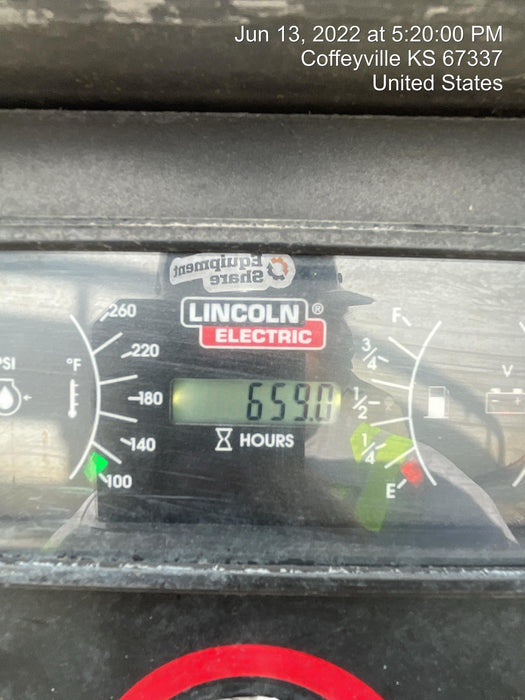 Jun 13, 2022 at 5:20:00 PM
Coffeyville KS 67337
United States
Equipment
Share
LINCOLN ®
ELECTRIC
260
220
180
140
100
°F
PSI
659.0
HOURS
F
3/4
1/2
1/4
E
V